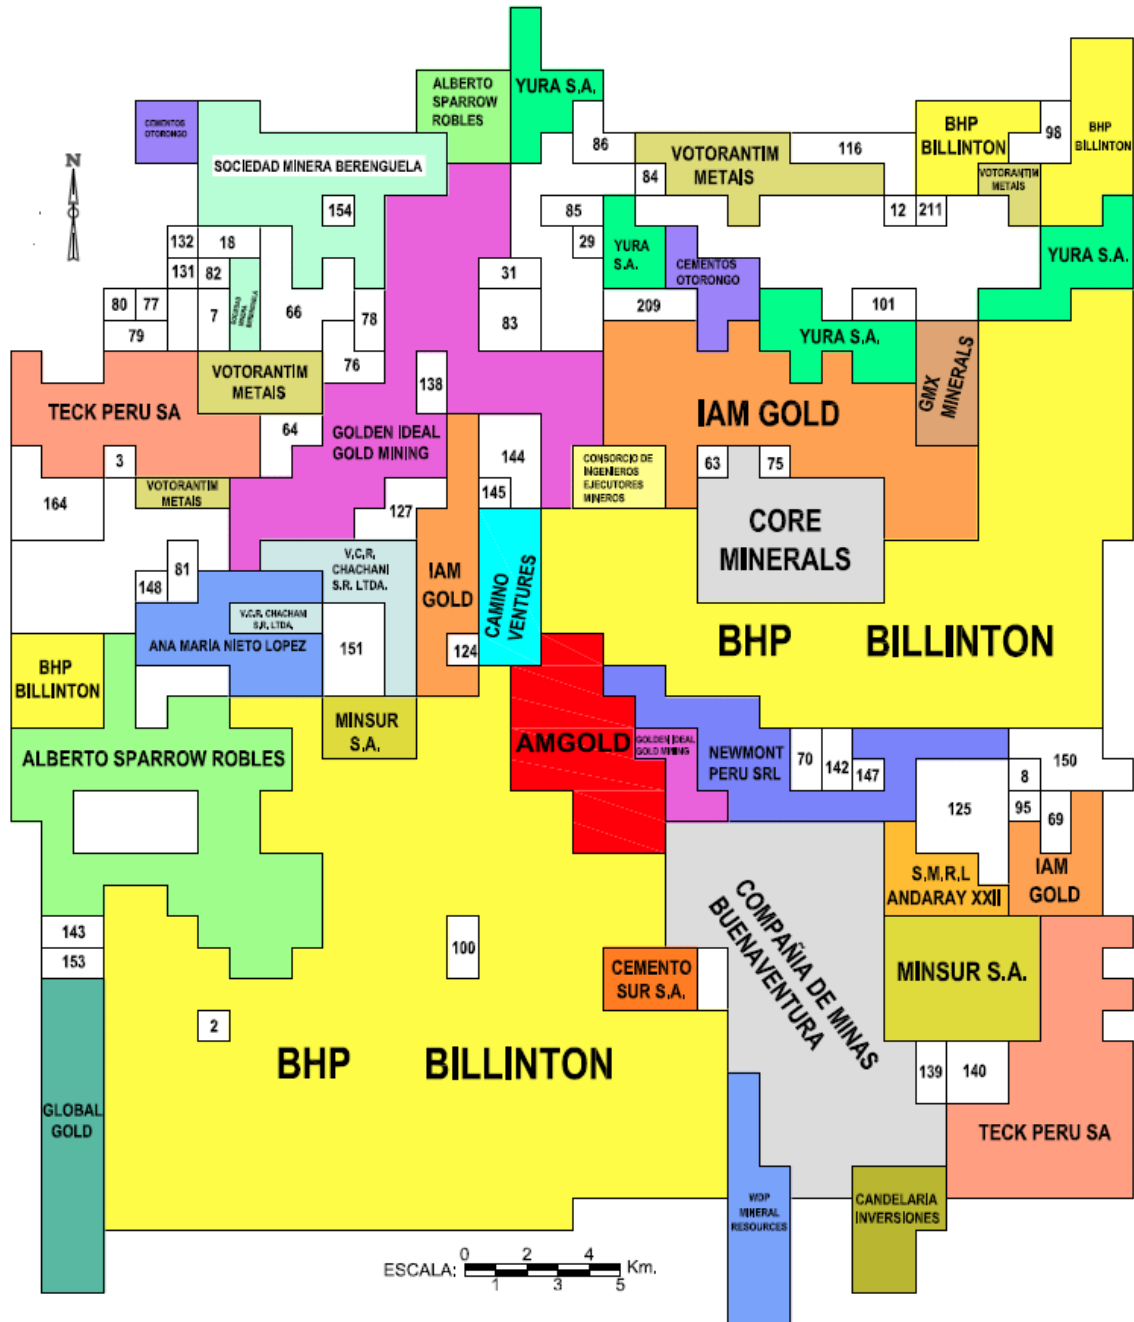 ALBERTO
SPARROW
ROBLES
YURA S.A.
CEMENTOS
OTORONGO
SOCIEDAD MINERA BERENGUELA
86
VOTORANTIM
METAIS
116
BHP
BILLINTON
98
BHP
BILLINTON
N
84
VOTORANTIM
METAIS
154
85
12
211
132
18
29
YURA
S.A.
CEMENTOS
OTORONGO
YURA S.A.
131
82
31
80
77
7
SOCIEDAD
MINERA
BERENGUELA
66
78
83
209
101
79
YURA S.A.
76
VOTORANTIM
METAIS
138
GMX
MINERALS
TECK PERU SA
IAM GOLD
64
GOLDEN IDEAL
GOLD MINING
3
144
CONSORCIO DE
INGENIEROS
EJECUTORES
MINEROS
63
75
164
VOTORANTIM
METAIS
145
127
CORE
MINERALS
81
V.C.R.
CHACHANI
S.R. LTDA.
IAM
GOLD
CAMINO
VENTURES
148
V.C.R. CHACHANI
S.R. LTDA.
ANA MARÍA NIETO LOPEZ
151
124
BHP BILLINTON
BHP
BILLINTON
MINSUR
S.A.
ALBERTO SPARROW ROBLES
AMGOLD
GOLDEN IDEAL
GOLD MINING
NEWMONT
PERU SRL
70
142
147
150
8
125
95
69
S.M.R.L
ANDARAY XXII
IAM
GOLD
COMPAÑIA DE MINAS
BUENAVENTURA
143
153
100
CEMENTO
SUR S.A.
MINSUR S.A.
2
BHP BILLINTON
139
140
GLOBAL
GOLD
TECK PERU SA
WDP
MINERAL
RESOURCES
CANDELARIA
INVERSIONES
ESCALA:
0 2 4
Km.
1 3 5